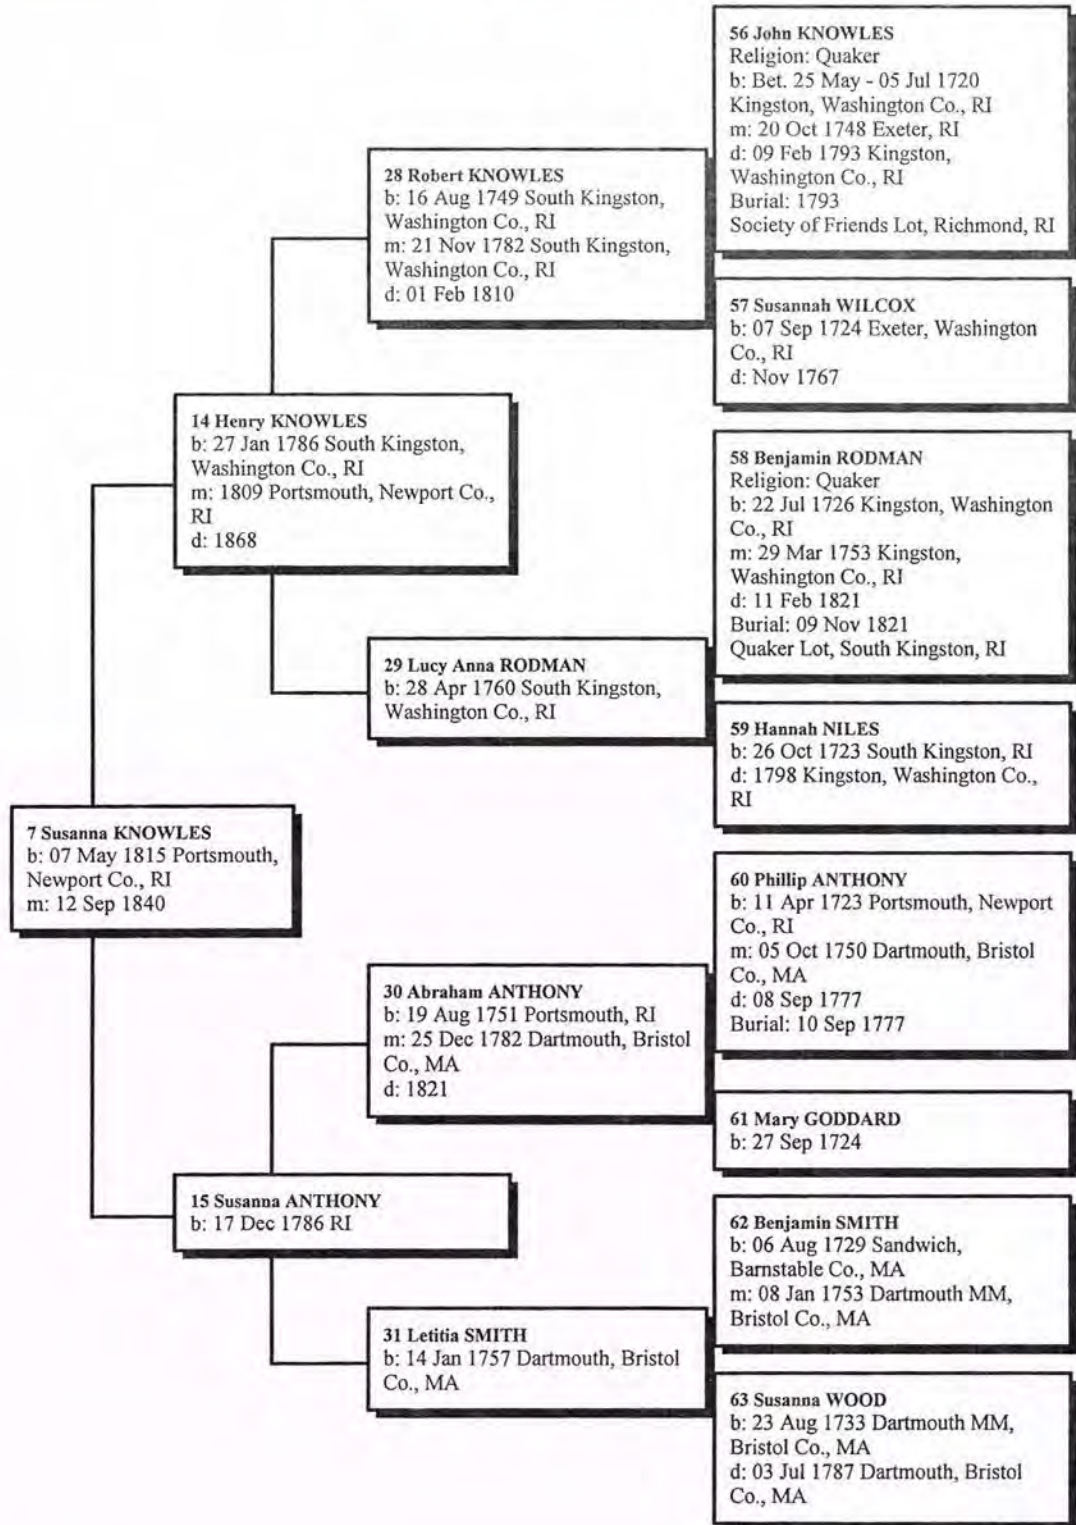 56 John KNOWLES
Religion: Quaker
b: Bet. 25 May - 05 Jul 1720
Kingston, Washington Co., RI
m: 20 Oct 1748 Exeter, RI
d: 09 Feb 1793 Kingston,
Washington Co., RI
Burial: 1793
Society of Friends Lot, Richmond, RI
28 Robert KNOWLES
b: 16 Aug 1749 South Kingston,
Washington Co., RI
m: 21 Nov 1782 South Kingston,
Washington Co., RI
d: 01 Feb 1810
57 Susannah WILCOX
b: 07 Sep 1724 Exeter, Washington
Co., RI
d: Nov 1767
14 Henry KNOWLES
b: 27 Jan 1786 South Kingston,
Washington Co., RI
m: 1809 Portsmouth, Newport Co.,
RI
d: 1868
58 Benjamin RODMAN
Religion: Quaker
b: 22 Jul 1726 Kingston, Washington
Co., RI
m: 29 Mar 1753 Kingston,
Washington Co., RI
d: 11 Feb 1821
Burial: 09 Nov 1821
Quaker Lot, South Kingston, RI
29 Lucy Anna RODMAN
b: 28 Apr 1760 South Kingston,
Washington Co., RI
59 Hannah NILES
b: 26 Oct 1723 South Kingston, RI
d: 1798 Kingston, Washington Co.,
RI
7 Susanna KNOWLES
b: 07 May 1815 Portsmouth,
Newport Co., RI
m: 12 Sep 1840
60 Phillip ANTHONY
b: 11 Apr 1723 Portsmouth, Newport
Co., RI
m: 05 Oct 1750 Dartmouth, Bristol
Co., MA
d: 08 Sep 1777
Burial: 10 Sep 1777
30 Abraham ANTHONY
b: 19 Aug 1751 Portsmouth, RI
m: 25 Dec 1782 Dartmouth, Bristol
Co., MA
d: 1821
61 Mary GODDARD
b: 27 Sep 1724
15 Susanna ANTHONY
b: 17 Dec 1786 RI
62 Benjamin SMITH
b: 06 Aug 1729 Sandwich,
Barnstable Co., MA
m: 08 Jan 1753 Dartmouth MM,
Bristol Co., MA
31 Letitia SMITH
b: 14 Jan 1757 Dartmouth, Bristol
Co., MA
63 Susanna WOOD
b: 23 Aug 1733 Dartmouth MM,
Bristol Co., MA
d: 03 Jul 1787 Dartmouth, Bristol
Co., MA